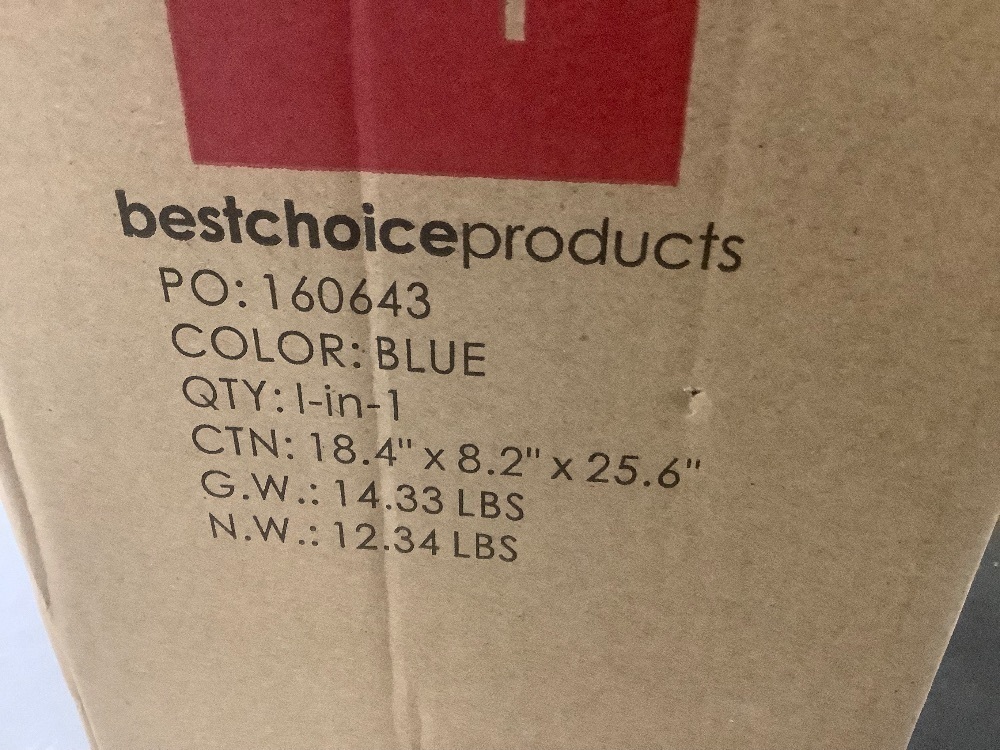 bestchoiceproducts
PO: 160643
COLOR: BLUE
QTY: 1-in-1
CTN: 18.4" x 8.2" x 25.6"
G.W.: 14.33 LBS
N.W.: 12.34 LBS